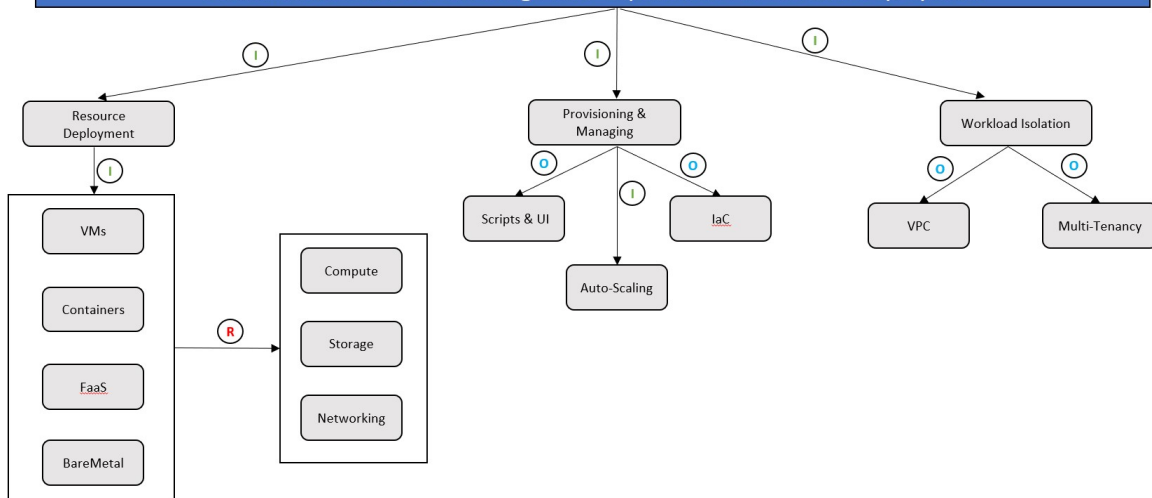 I
I
I
Resource
Deployment
Provisioning &
Managing
Workload Isolation
I
O
I
O
O
O
VMs
Containers
FaaS
BareMetal
R
Compute
Storage
Networking
Scripts & UI
IaC
Auto-Scaling
VPC
Multi-Tenancy